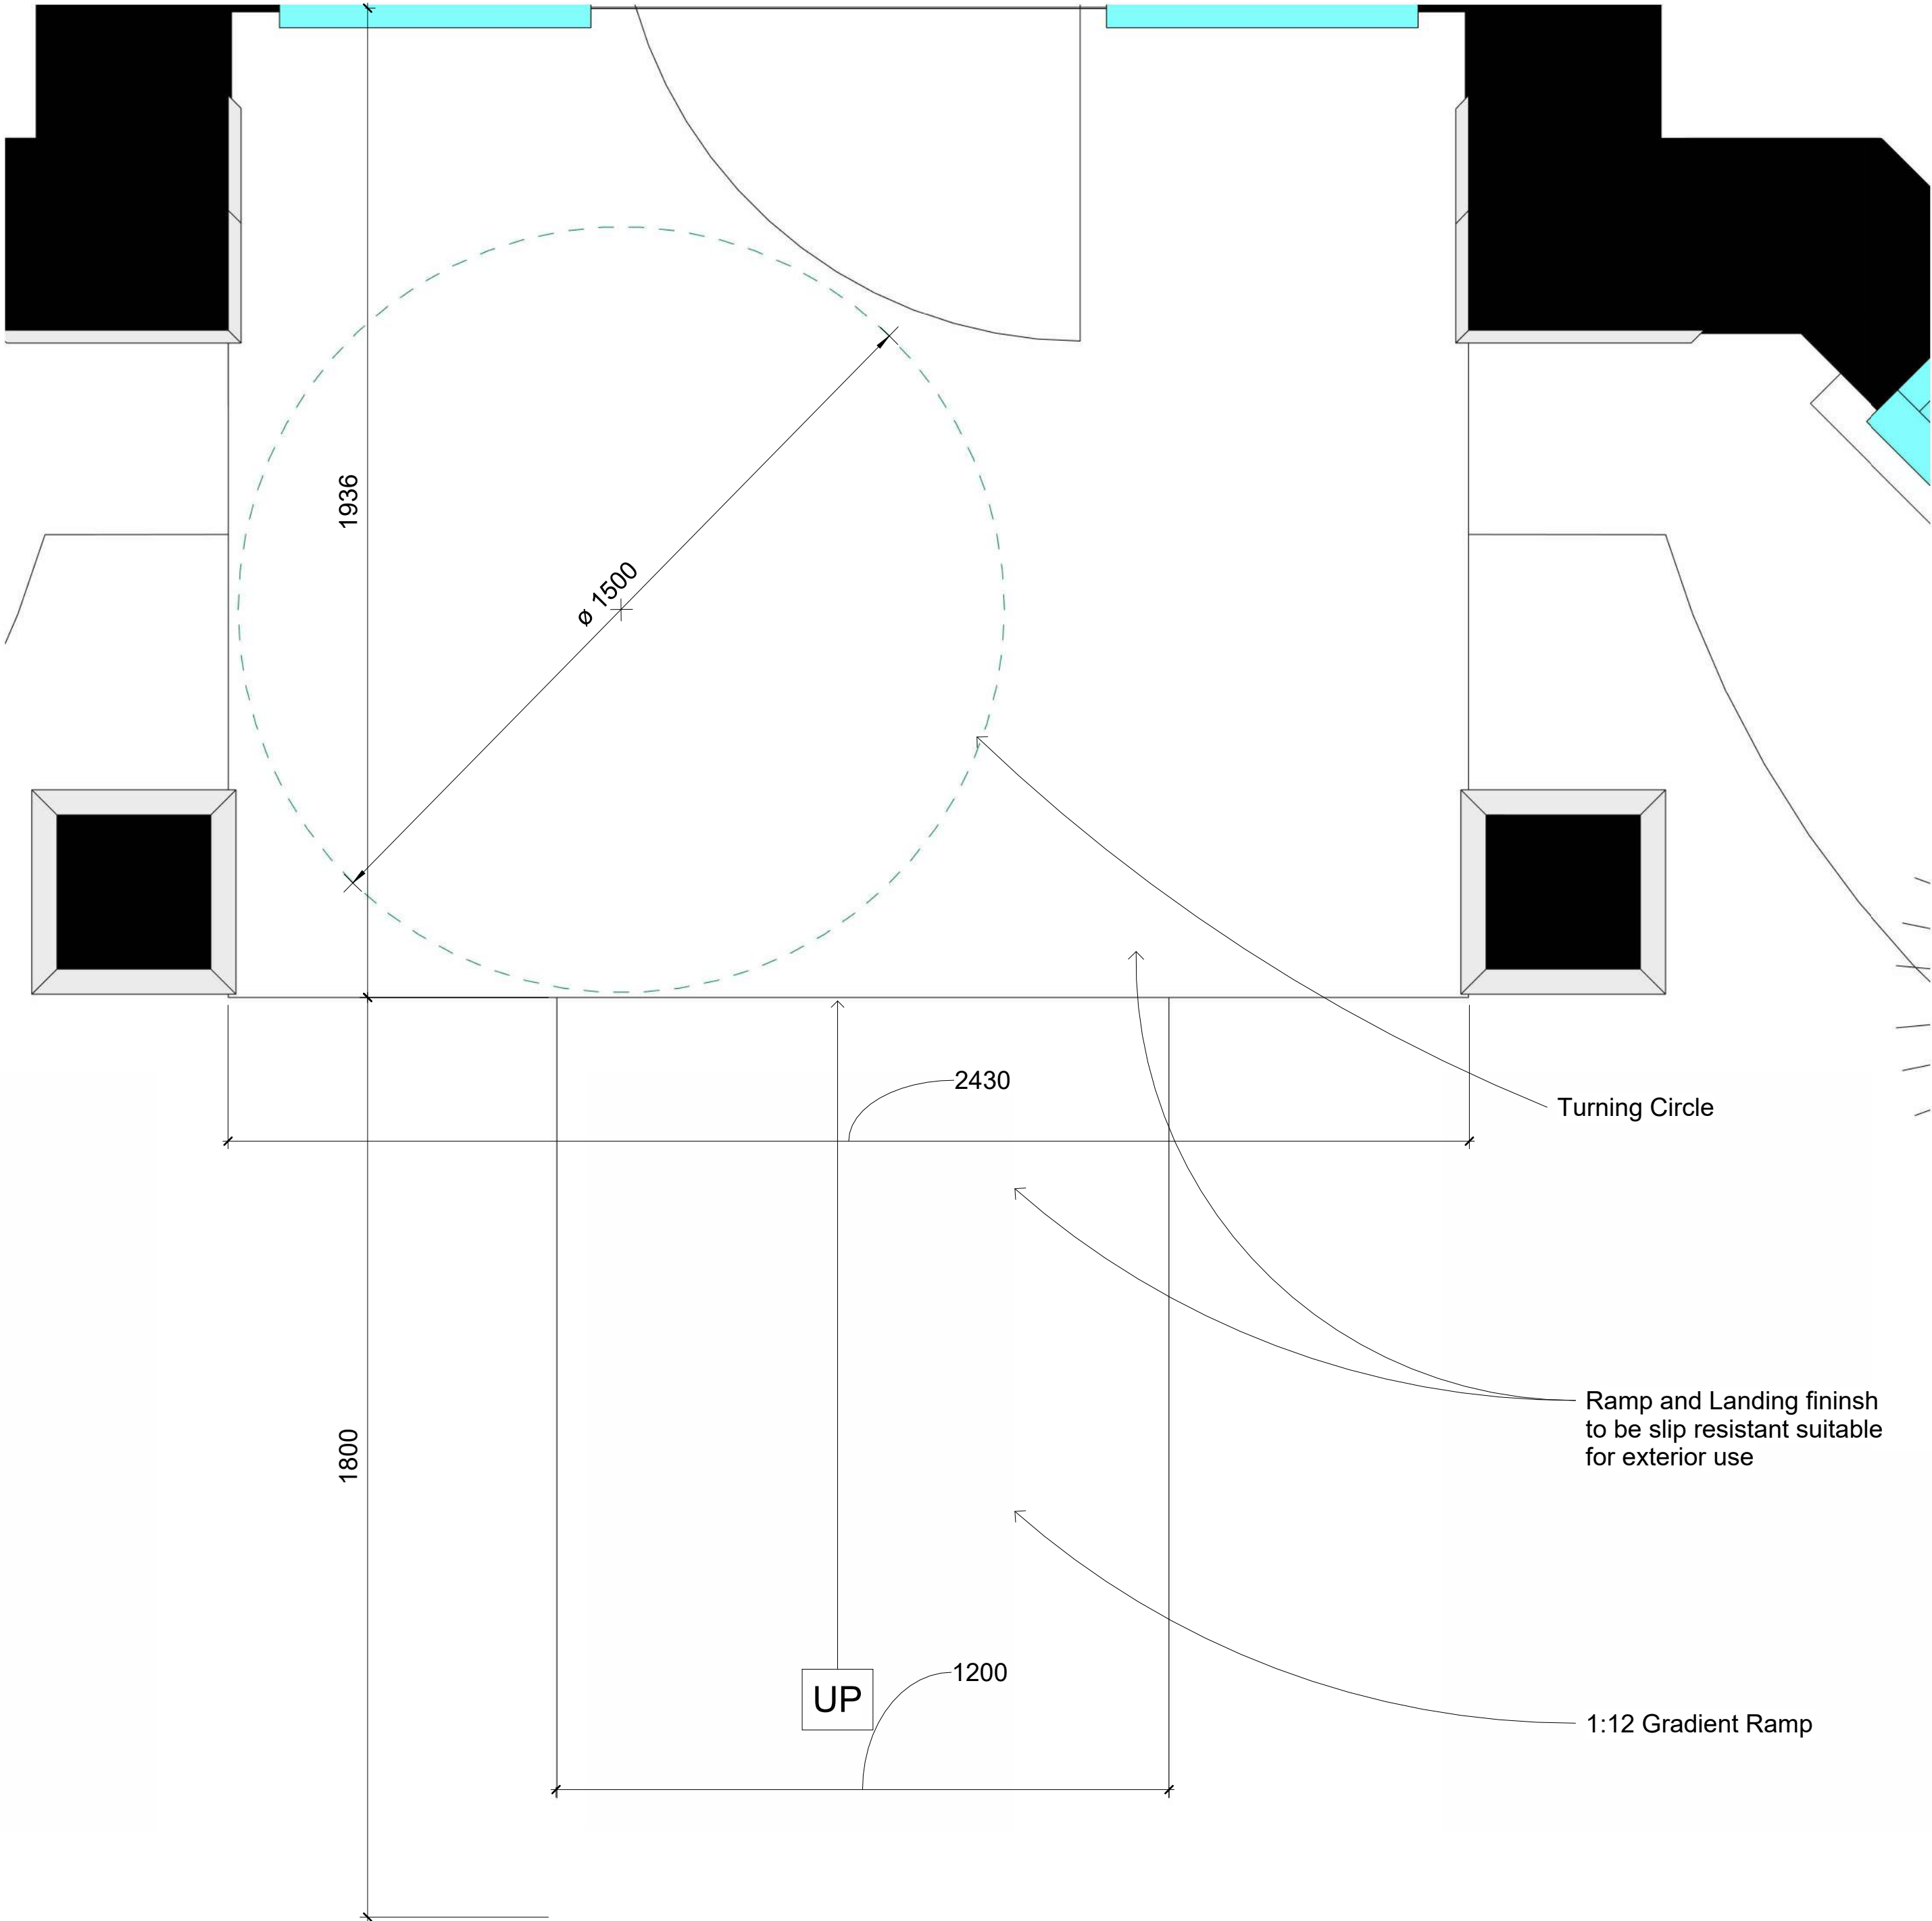 1936
ø 1500
2430
Turning Circle
Ramp and Landing fininsh
to be slip resistant suitable
for exterior use
1800
UP
1200
1:12 Gradient Ramp